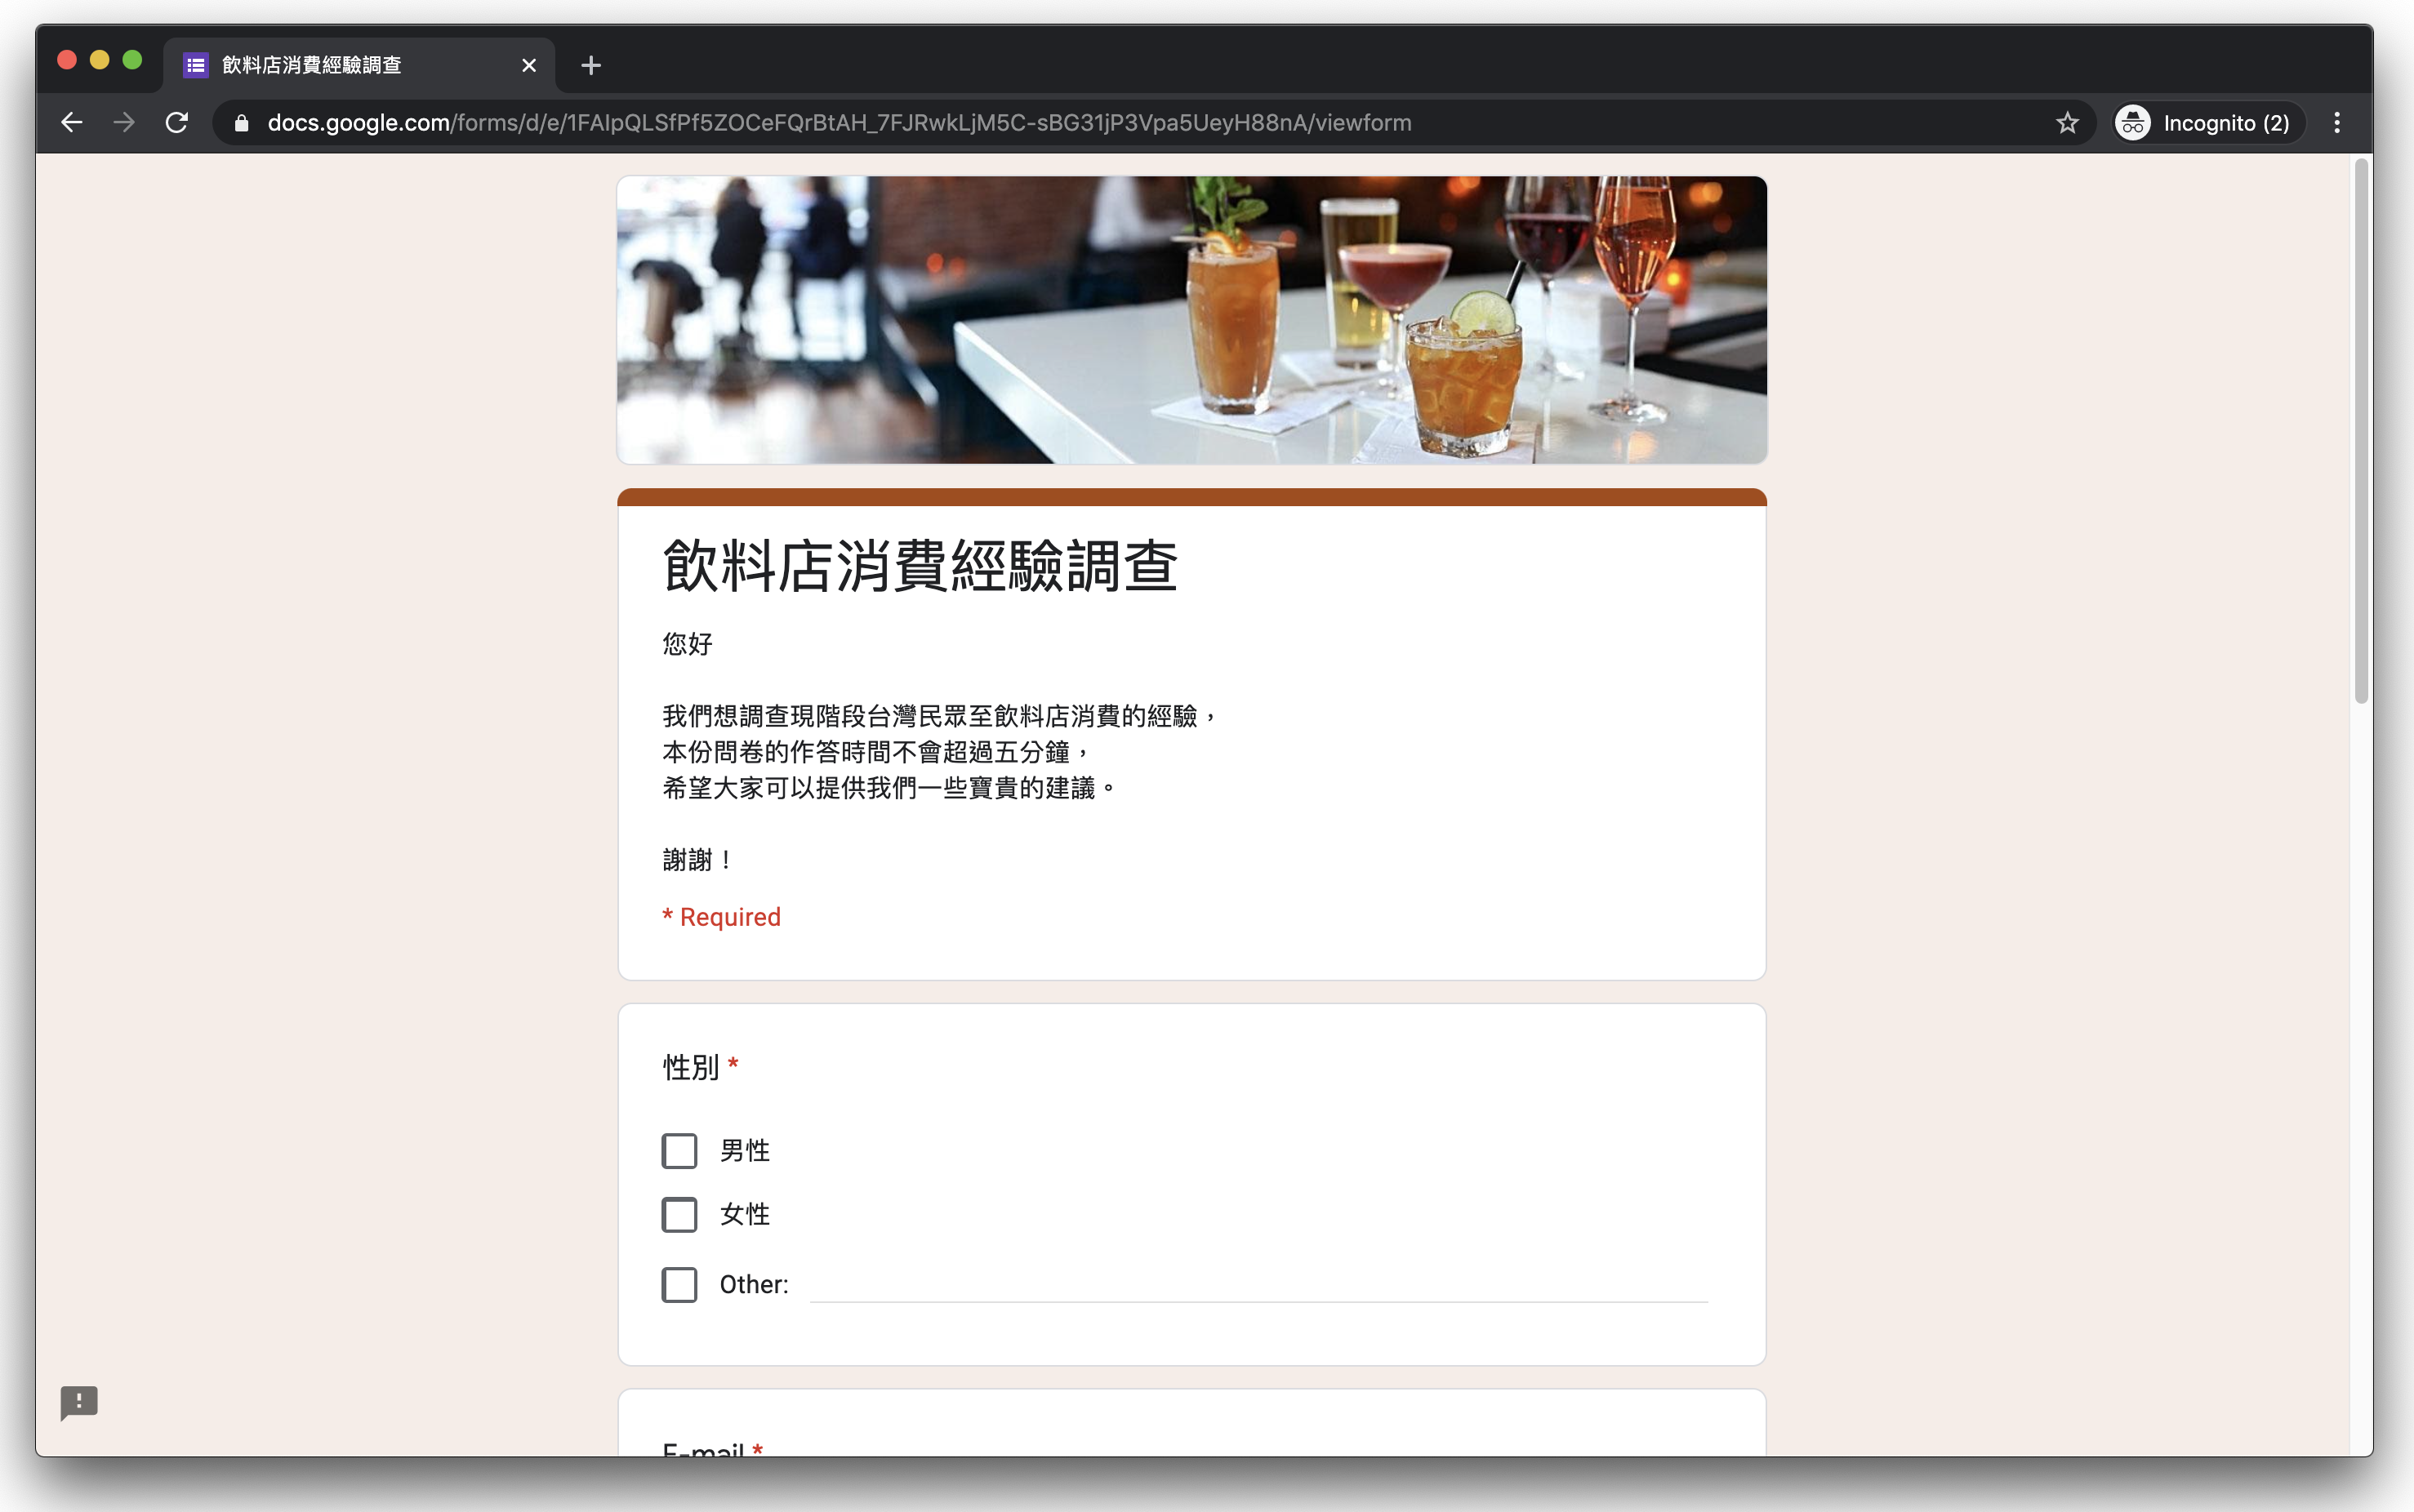 飲料店消費經驗調查
docs.google.com/forms/d/e/1FAIpQLSfPf5ZOCeFQrBtAH_7FJRwkLjM5C-sBG31jP3Vpa5UeyH88nA/viewform
Incognito (2)
飲料店消費經驗調查
您好
我們想調查現階段台灣民眾至飲料店消費的經驗，
本份問卷的作答時間不會超過五分鐘，
希望大家可以提供我們一些寶貴的建議。
謝謝！
* Required
性別 *
男性
女性
Other:
E-mail *